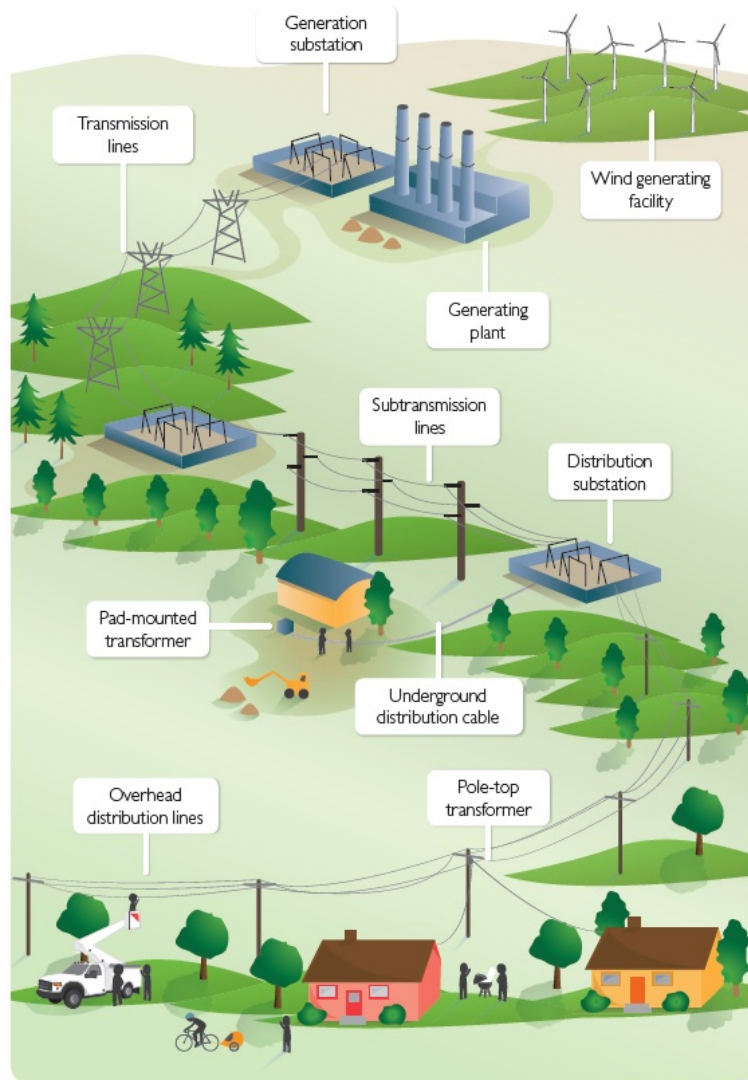 Generation
substation
Transmission
lines
Wind generating
facility
Generating
plant
Subtransmission
lines
Distribution
substation
Pad-mounted
transformer
Underground
distribution cable
Overhead
distribution lines
Pole-top
transformer